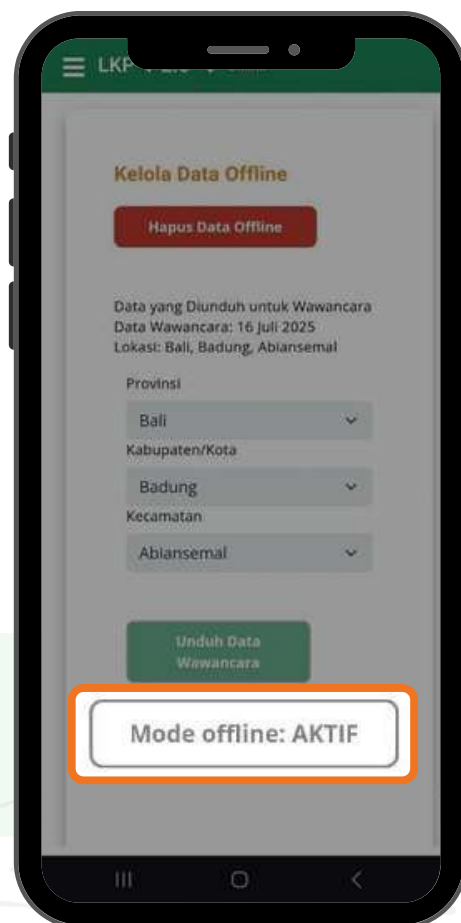 LKP
Kelola Data Offline
Hapus Data Offline
Data yang Diunduh untuk Wawancara
Data Wawancara: 16 Juli 2025
Lokasi: Bali, Badung, Abiansemal
Provinsi
Bali
Kabupaten/Kota
Badung
Kecamatan
Abiansemal
Unduh Data
Wawancara
Mode offline: AKTIF